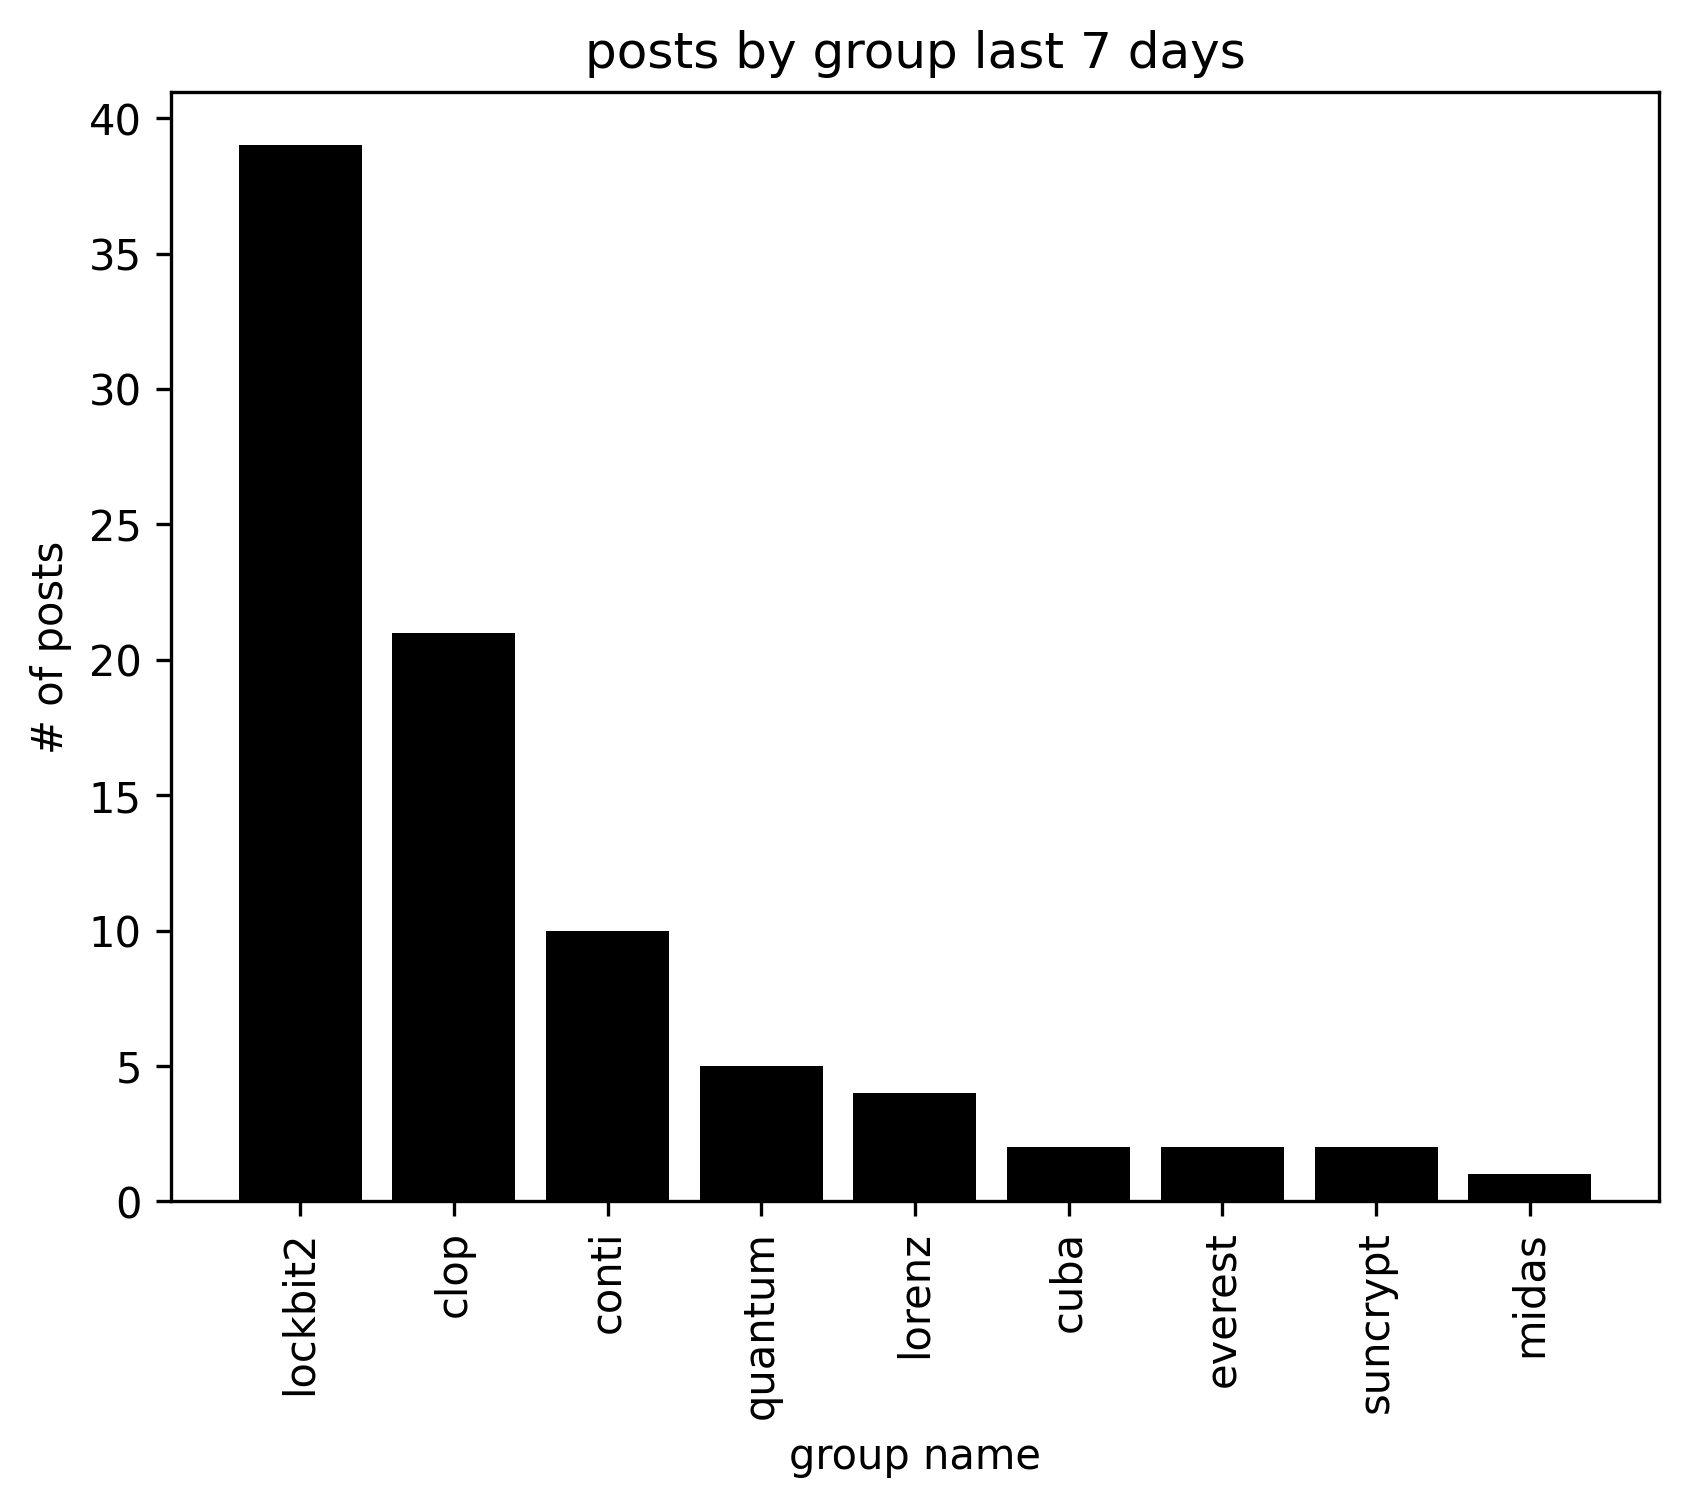 posts by group last 7 days
# of posts
40
35
30
25
20
15
10
5
0
lockbit2
clop
conti
quantum
lorenz
cuba
everest
suncrypt
midas
group name